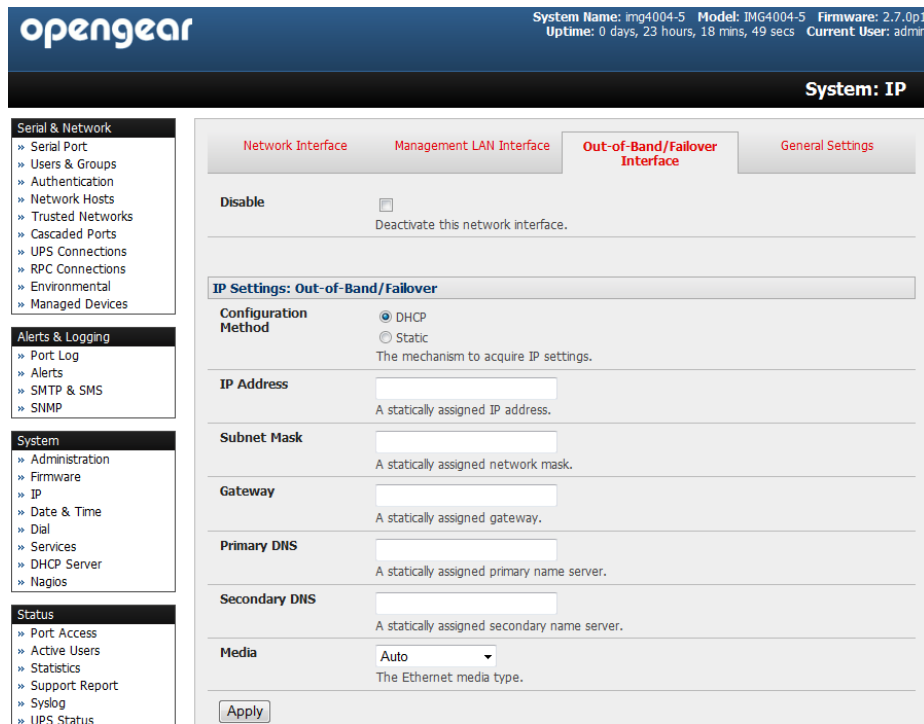 opengear
System Name: img4004-5 Model: IMG4004-5 Firmware: 2.7.0p1
Uptime: 0 days, 23 hours, 18 mins, 49 secs Current User: admin
System: IP
Serial & Network
» Serial Port
» Users & Groups
» Authentication
» Network Hosts
» Trusted Networks
» Cascaded Ports
» UPS Connections
» RPC Connections
» Environmental
» Managed Devices
Alerts & Logging
» Port Log
» Alerts
» SMTP & SMS
» SNMP
System
» Administration
» Firmware
» IP
» Date & Time
» Dial
» Services
» DHCP Server
» Nagios
Status
» Port Access
» Active Users
» Statistics
» Support Report
» Syslog
» UPS Status
Network Interface
Management LAN Interface
Out-of-Band/Failover
Interface
General Settings
Disable
Deactivate this network interface.
IP Settings: Out-of-Band/Failover
Configuration
Method
DHCP
Static
The mechanism to acquire IP settings.
IP Address
A statically assigned IP address.
Subnet Mask
A statically assigned network mask.
Gateway
A statically assigned gateway.
Primary DNS
A statically assigned primary name server.
Secondary DNS
A statically assigned secondary name server.
Media
Auto
The Ethernet media type.
Apply